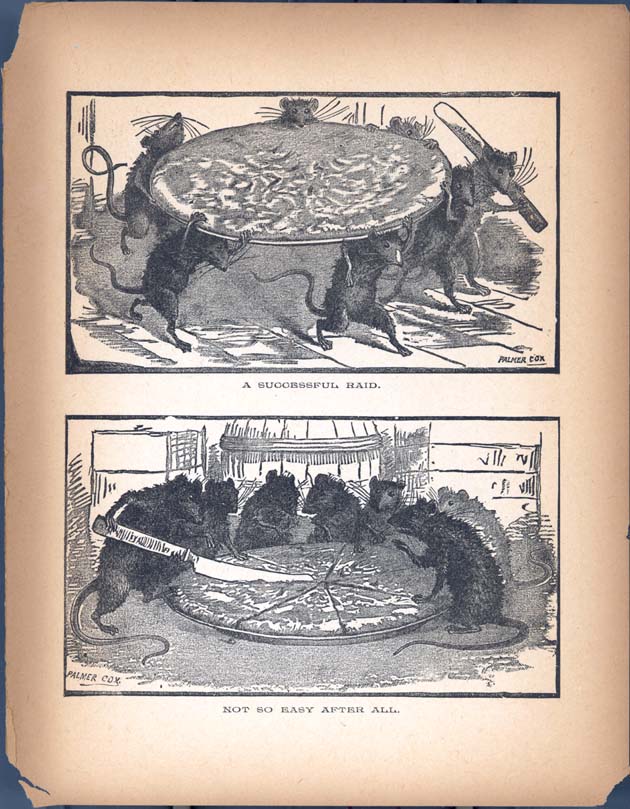 PALMER COX
A SUCCESSFUL RAID.
PALMER COX.
NOT SO EASY AFTER ALL.